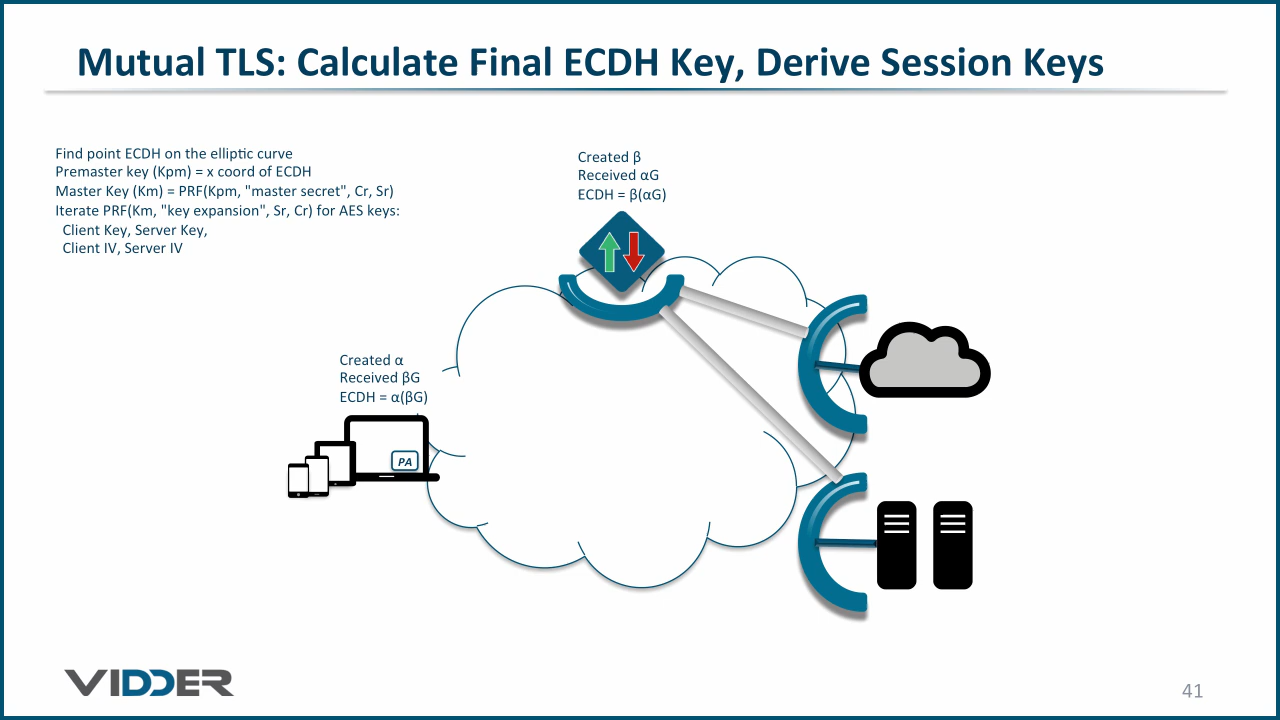 Mutual TLS: Calculate Final ECDH Key, Derive Session Keys
Find point ECDH on the elliptic curve
Premaster key (Kpm) = x coord of ECDH
Master Key (Km) = PRF(Kpm, "master secret", Cr, Sr)
Iterate PRF(Km, "key expansion", Sr, Cr) for AES keys:
Client Key, Server Key,
Client IV, Server IV
Created β
Received αG
ECDH = β(αG)
Created α
Received βG
ECDH = α(βG)
PA
VIDDER
41